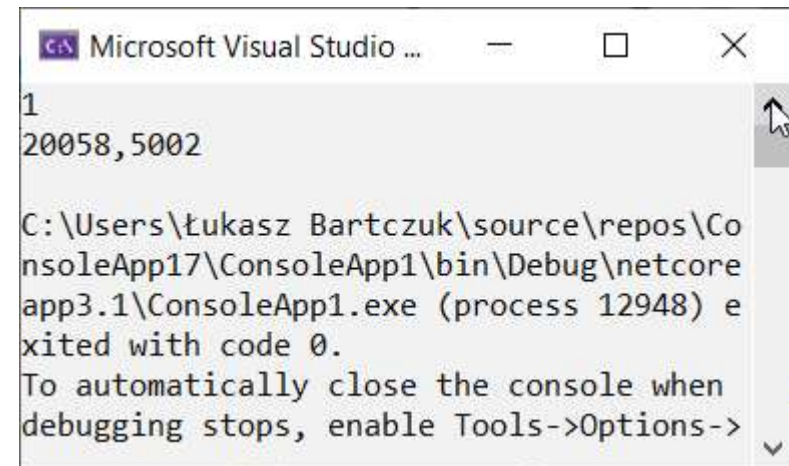 Microsoft Visual Studio ...
1
20058,5002
C:\Users\Łukasz Bartczuk\source\repos\Co
nsoleApp17\ConsoleApp1\bin\Debug\netcore
app3.1\ConsoleApp1.exe (process 12948) e
xited with code 0.
To automatically close the console when
debugging stops, enable Tools->Options->